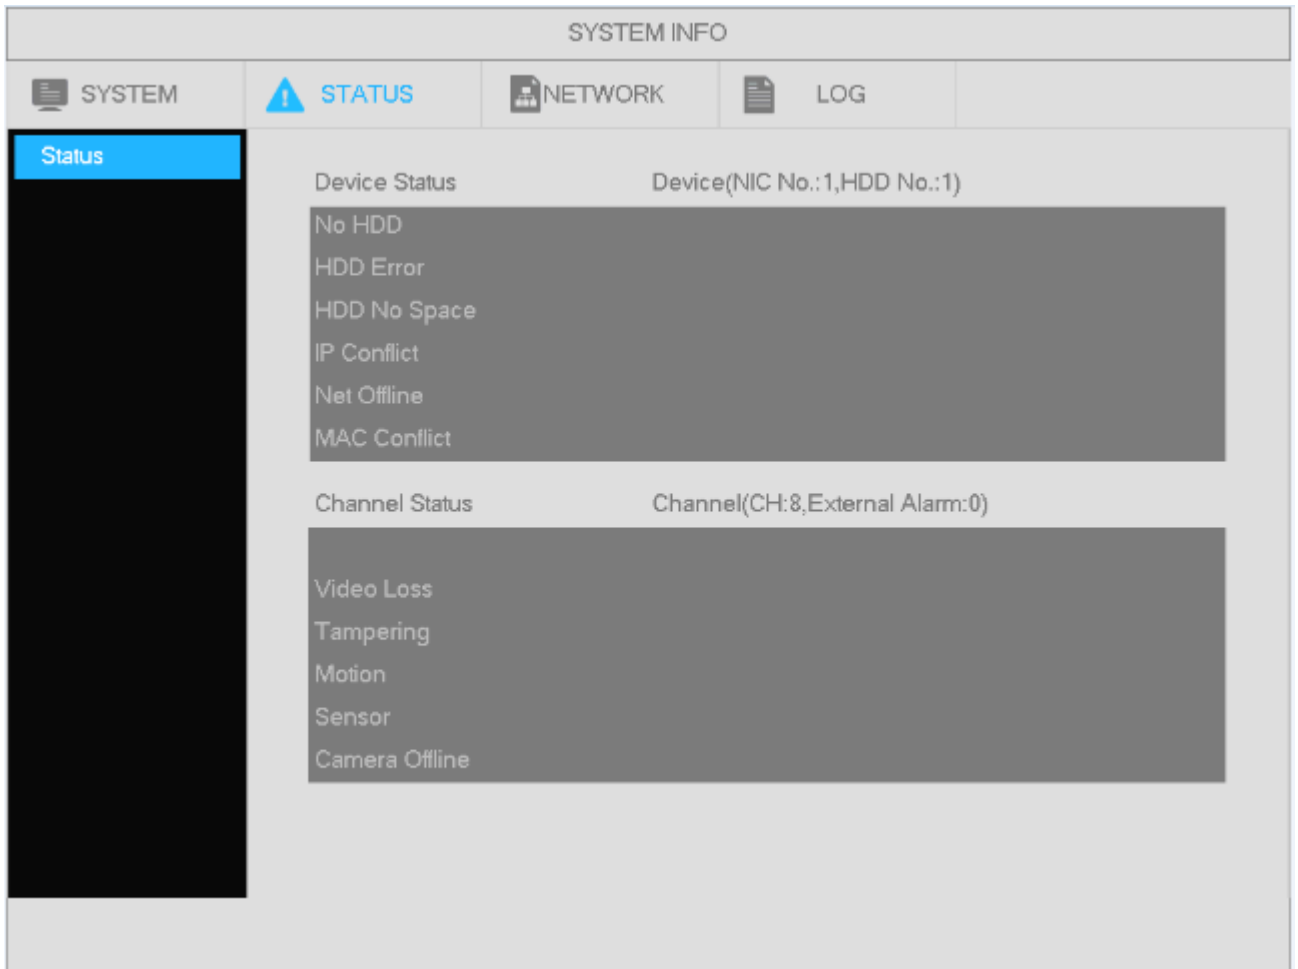 SYSTEM INFO
SYSTEM STATUS NETWORK LOG
Status
Device Status Device(NIC No.:1,HDD No.:1)
No HDD
HDD Error
HDD No Space
IP Conflict
Net Offline
MAC Conflict
Channel Status Channel(CH:8,External Alarm:0)
Video Loss
Tampering
Motion
Sensor
Camera Offline